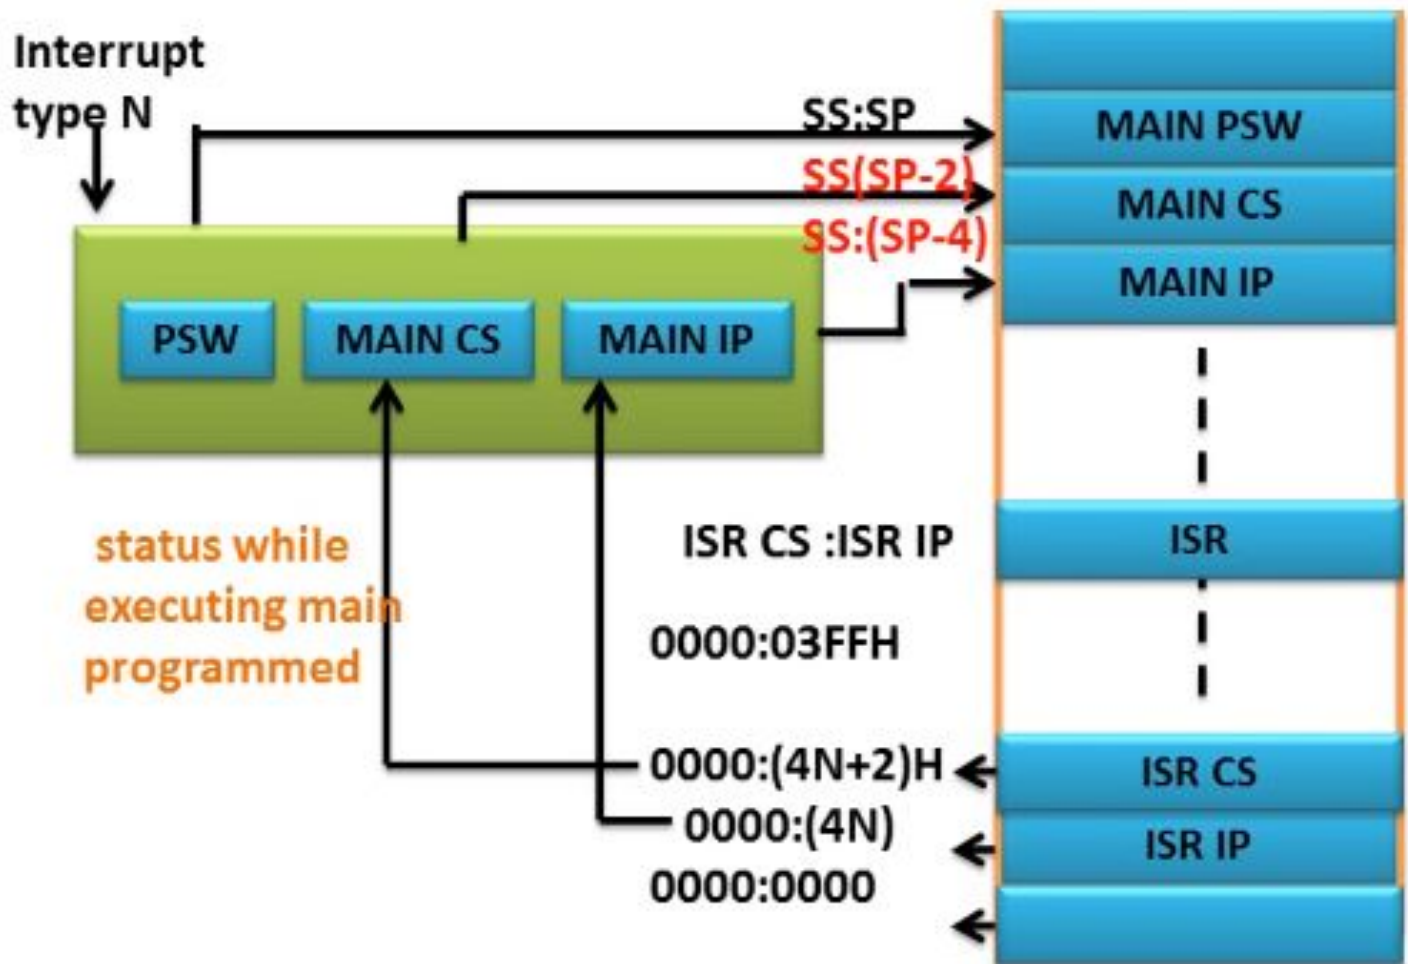 Interrupt
type N
SS:SP
SS(SP-2)
SS:(SP-4)
MAIN PSW
MAIN CS
MAIN IP
PSW
MAIN CS
MAIN IP
status while
executing main
programmed
ISR CS :ISR IP
ISR
0000:03FFH
0000:(4N+2)H
ISR CS
0000:(4N)
ISR IP
0000:0000